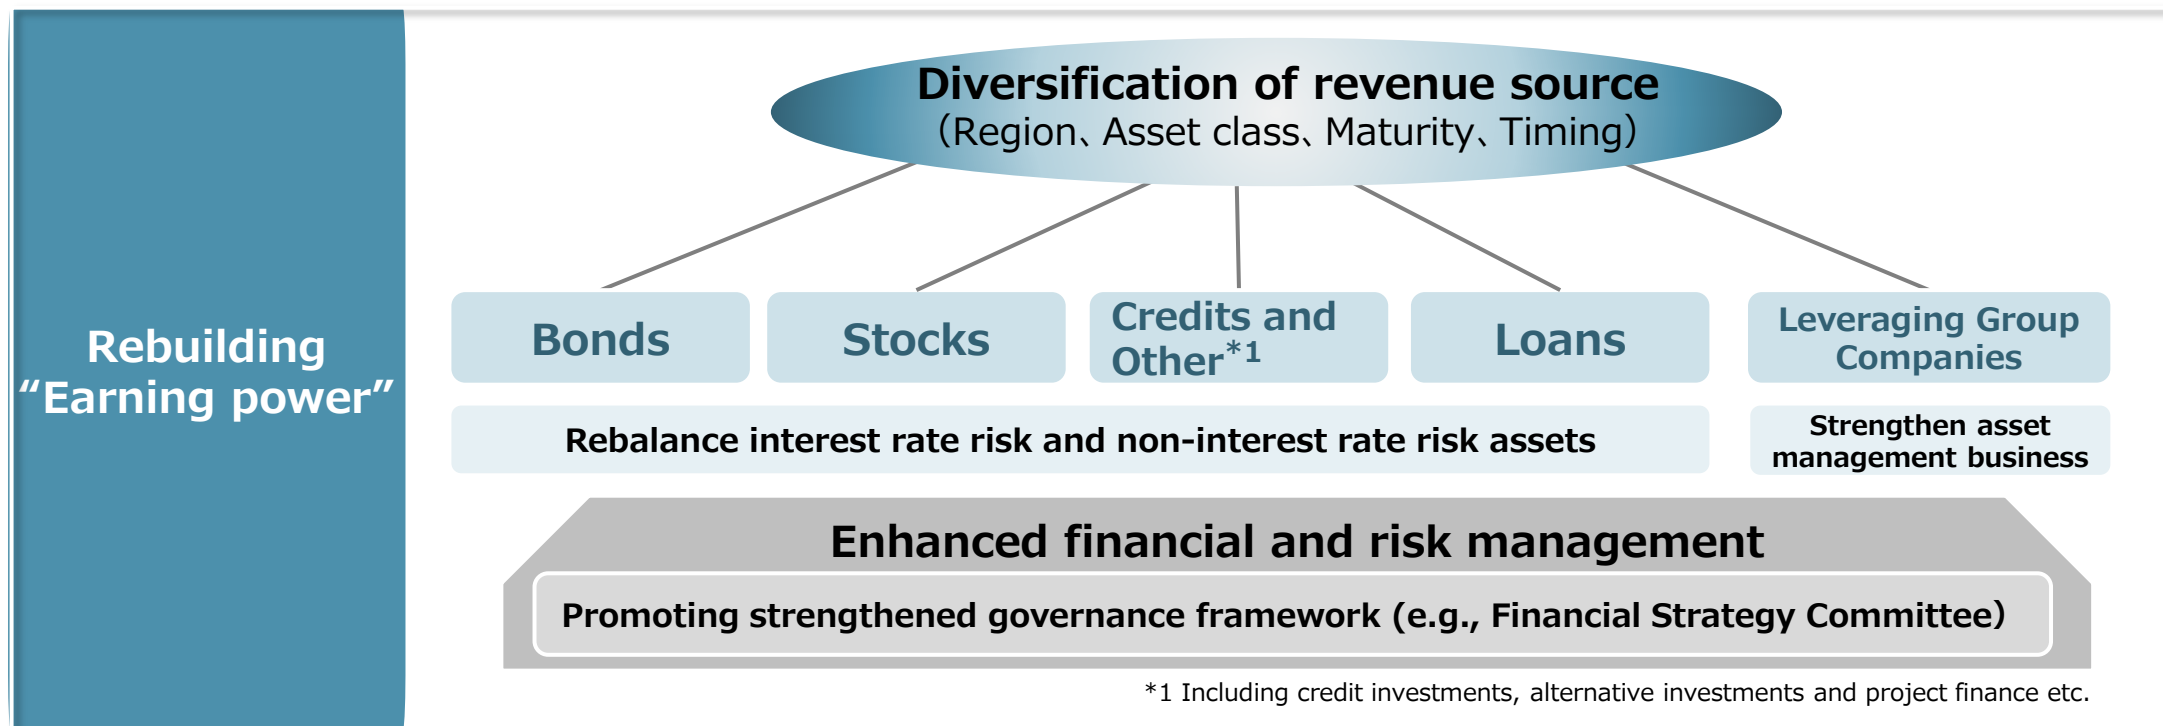 Rebuilding
“Earning power”
Diversification of revenue source
（Region、Asset class、Maturity、Timing）
Bonds
Stocks
Credits and
Other*1
Loans
Leveraging Group
Companies
Rebalance interest rate risk and non-interest rate risk assets
Strengthen asset
management business
Enhanced financial and risk management
Promoting strengthened governance framework (e.g., Financial Strategy Committee）
*1 Including credit investments, alternative investments and project finance etc.